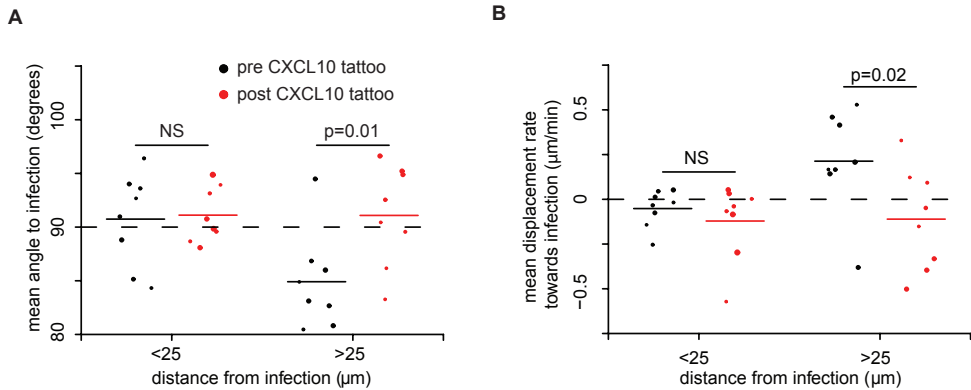 A
mean angle to infection (degrees)
100
90
80
pre CXCL10 tattoo
post CXCL10 tattoo
NS
p=0.01
<25
>25
distance from infection (µm)
B
mean displacement rate
towards infection (µm/min)
0.5
0
−0.5
NS
p=0.02
<25
>25
distance from infection (µm)